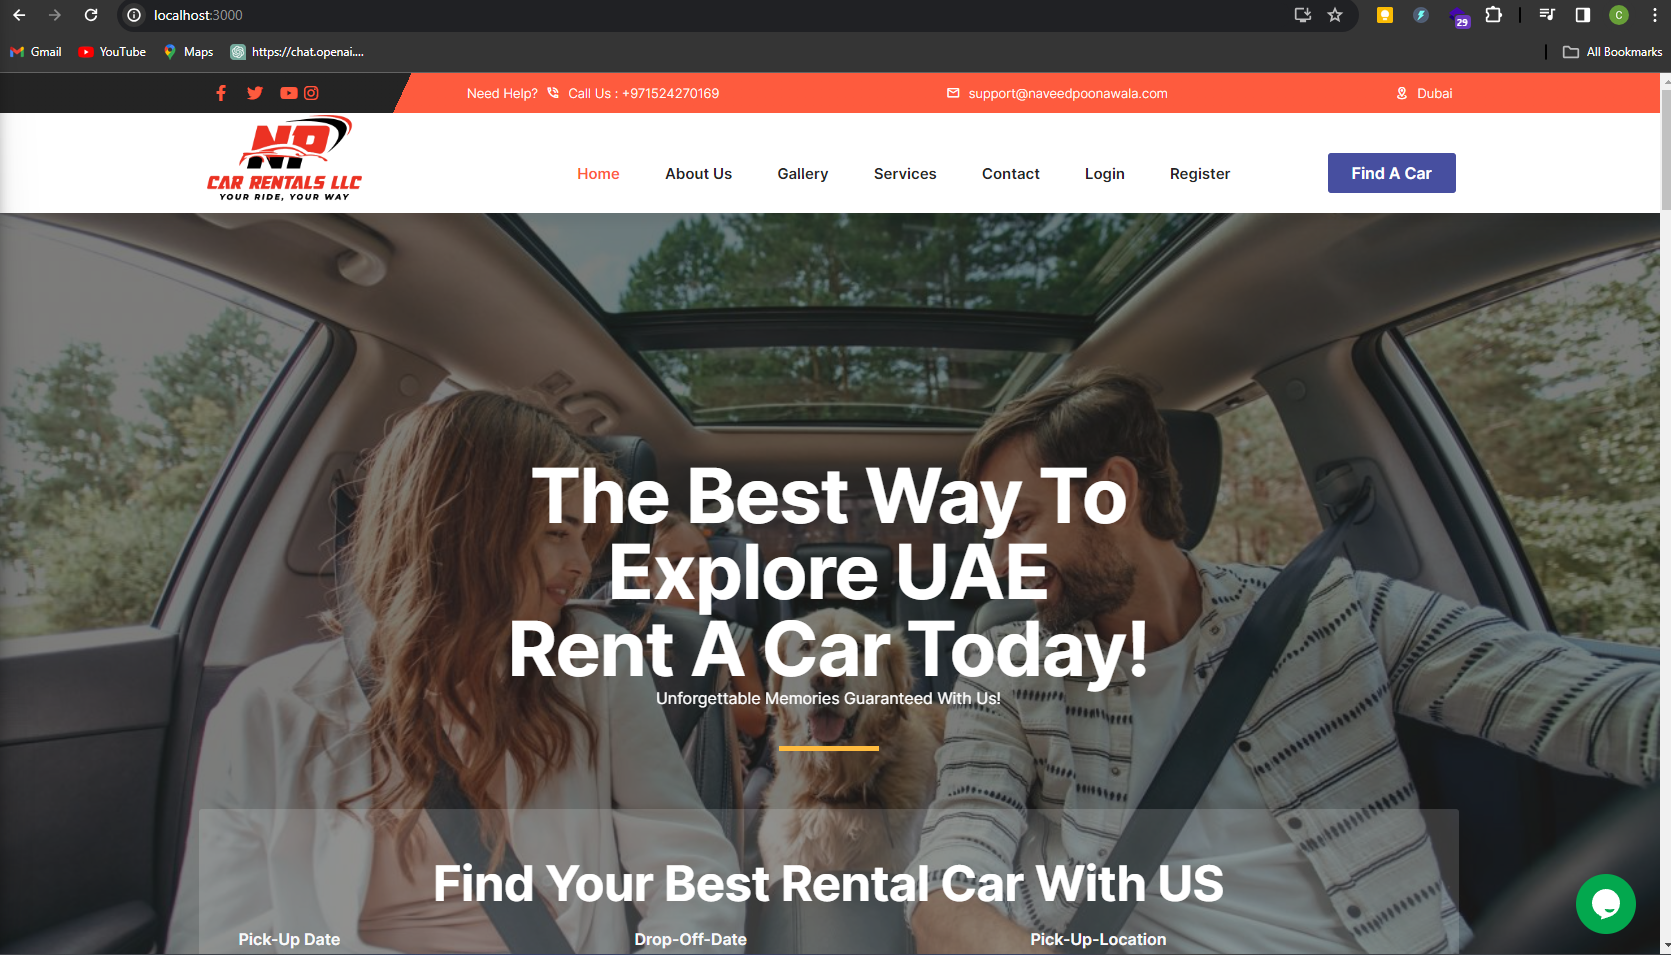 localhost:3000
29
C
Gmail
YouTube
Maps
https://chat.openai....
All Bookmarks
Need Help? Call Us : +971524270169
support@naveedpoonawala.com
Dubai
NP
CAR RENTALS LLC
YOUR RIDE, YOUR WAY
Home
About Us
Gallery
Services
Contact
Login
Register
Find A Car
The Best Way To
Explore UAE
Rent A Car Today!
Unforgettable Memories Guaranteed With Us!
Find Your Best Rental Car With US
Pick-Up Date
Drop-Off-Date
Pick-Up-Location